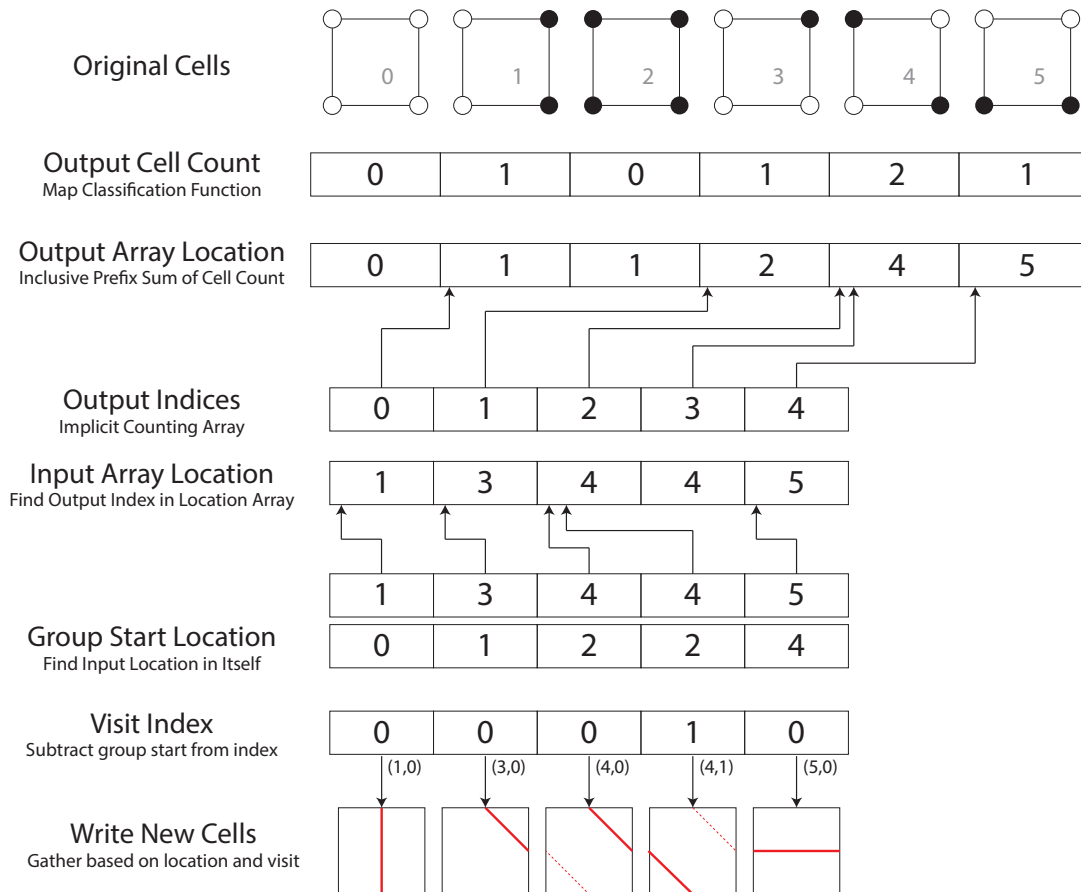 Original Cells
0 1 2 3 4 5
Output Cell Count
Map Classification Function
0 1 0 1 2 1
Output Array Location
Inclusive Prefix Sum of Cell Count
0 1 1 2 4 5
Output Indices
Implicit Counting Array
0 1 2 3 4
Input Array Location
Find Output Index in Location Array
1 3 4 4 5
1 3 4 4 5
Group Start Location
Find Input Location in Itself
0 1 2 2 4
Visit Index
Subtract group start from index
0 0 0 1 0
(1,0) (3,0) (4,0) (4,1) (5,0)
Write New Cells
Gather based on location and visit